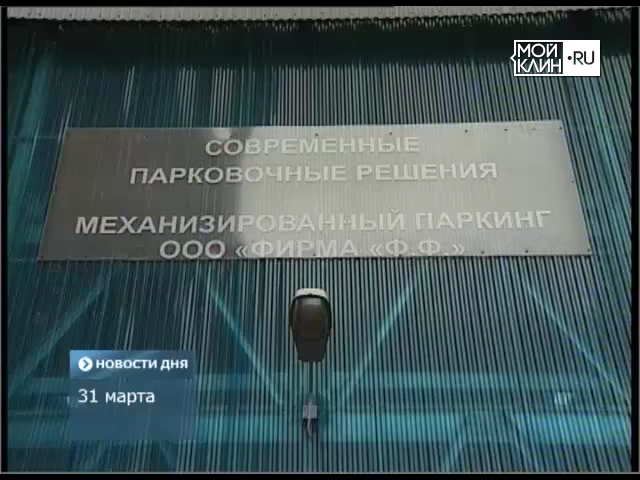 МОЙ
КЛИН.RU
СОВРЕМЕННЫЕ
ПАРКОВОЧНЫЕ РЕШЕНИЯ
МЕХАНИЗИРОВАННЫЙ ПАРКИНГ
ООО «ФИРМА «Ф.Ф.»
НОВОСТИ ДНЯ
31 марта